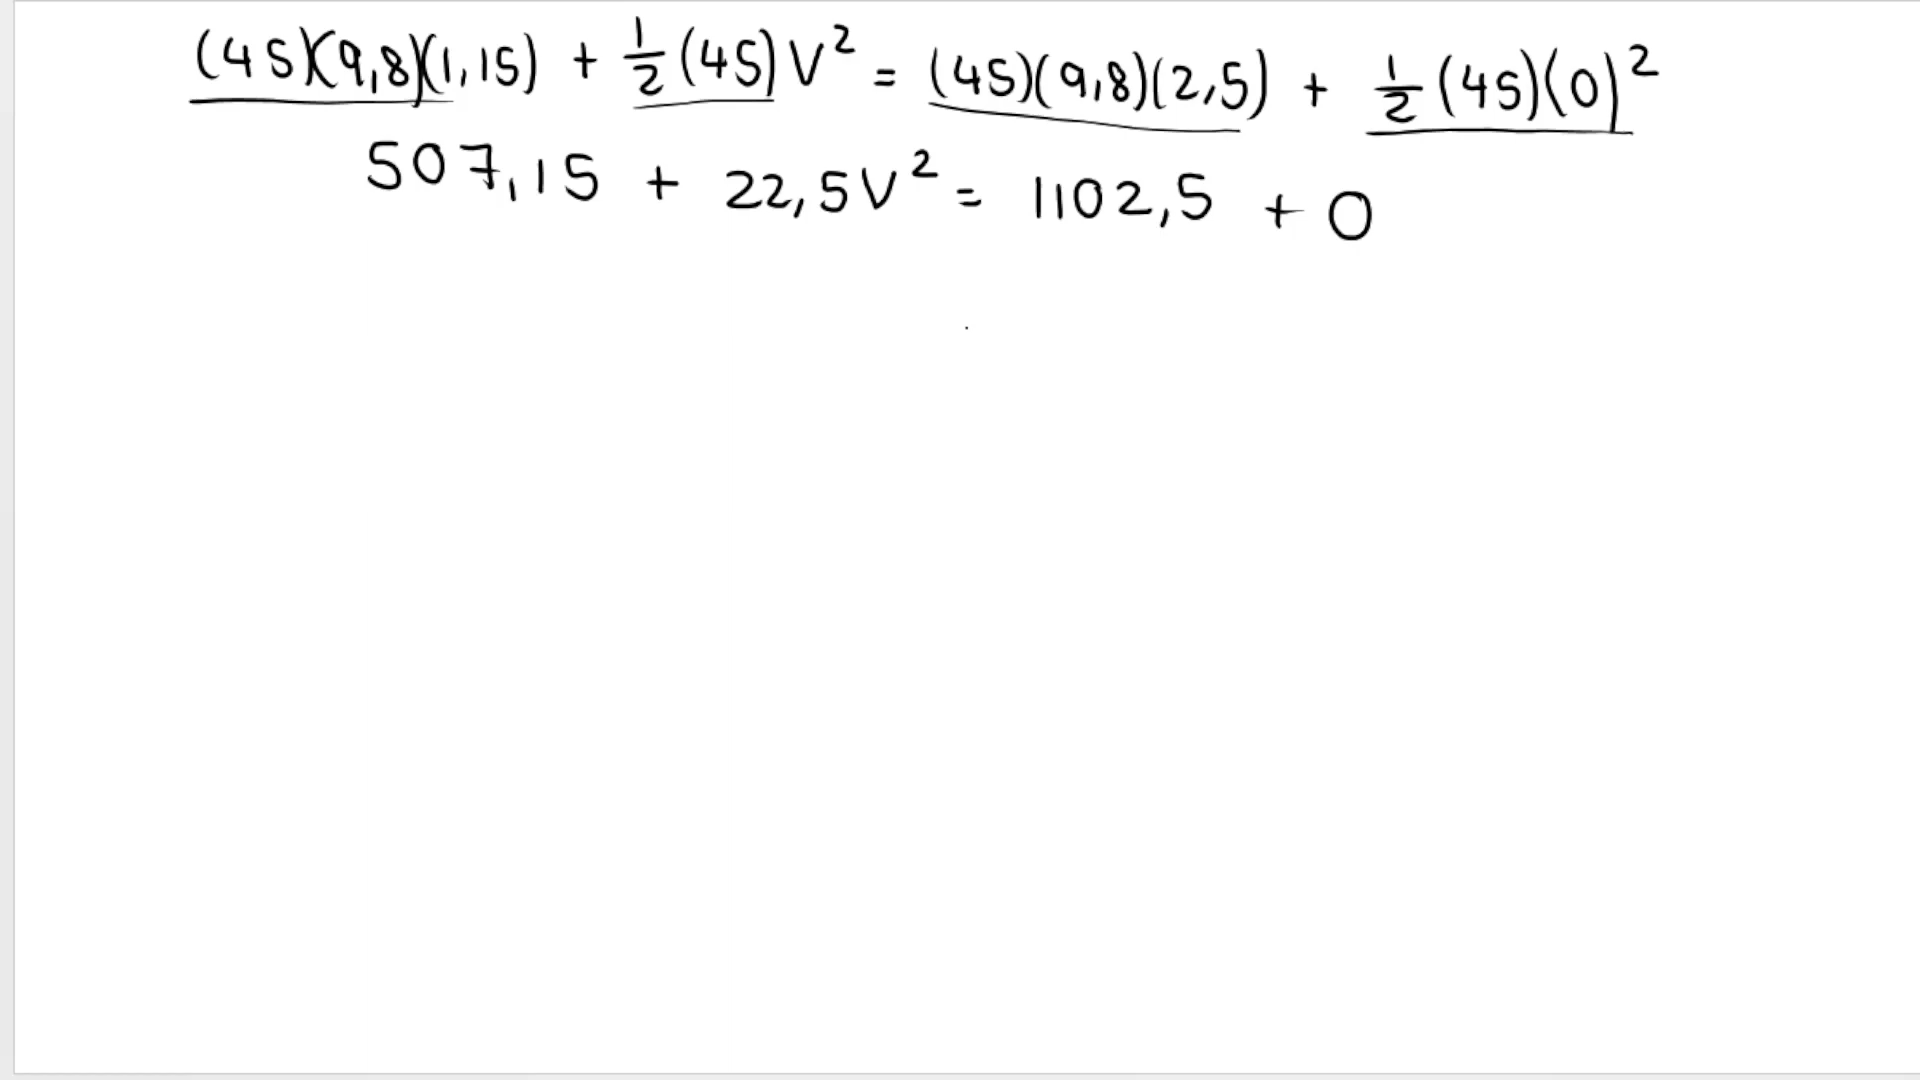 (45)(9,8)(1,15) + 1/2 (45) V² = (45)(9,8)(2,5) + 1/2 (45)(0)²
507,15 + 22,5V² = 1102,5 + 0